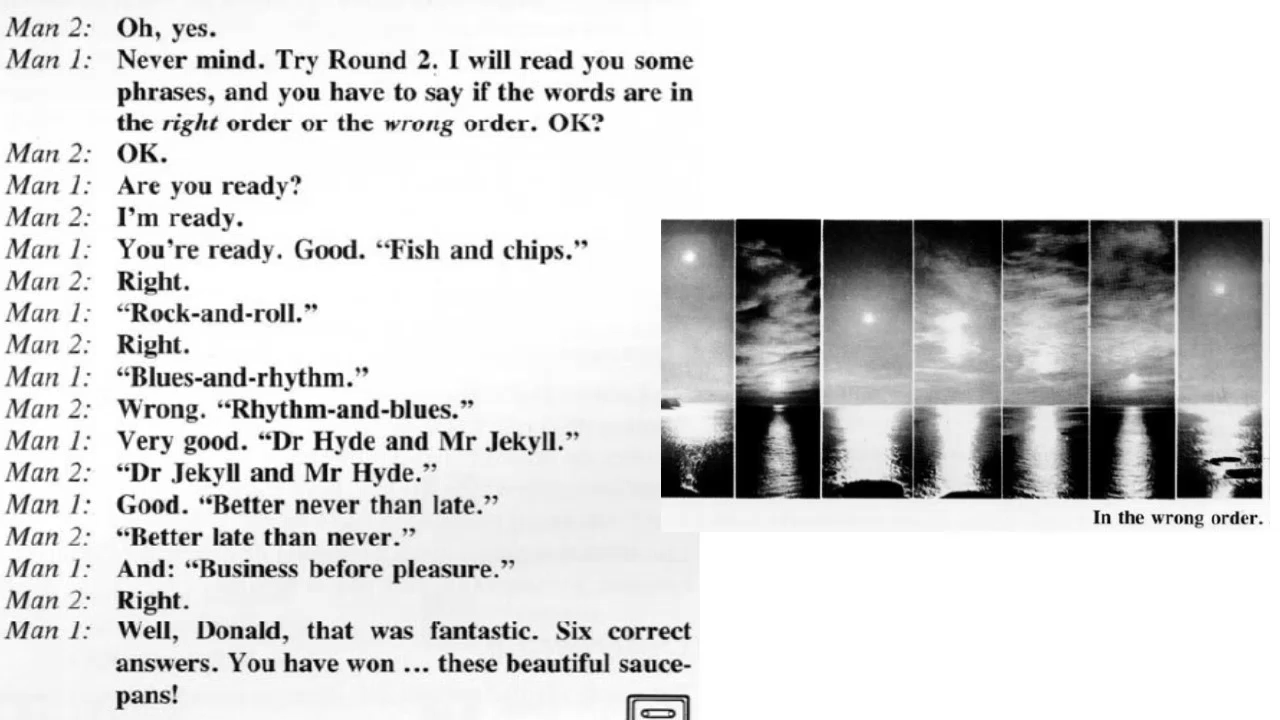 Man 2: Oh, yes.
Man 1: Never mind. Try Round 2. I will read you some
phrases, and you have to say if the words are in
the right order or the wrong order. OK?
Man 2: OK.
Man 1: Are you ready?
Man 2: I'm ready.
Man 1: You're ready. Good. “Fish and chips.”
Man 2: Right.
Man 1: “Rock-and-roll.”
Man 2: Right.
Man 1: “Blues-and-rhythm.”
Man 2: Wrong. “Rhythm-and-blues.”
Man 1: Very good. “Dr Hyde and Mr Jekyll.”
Man 2: “Dr Jekyll and Mr Hyde.”
Man 1: Good. “Better never than late.”
Man 2: “Better late than never.”
Man 1: And: “Business before pleasure.”
Man 2: Right.
Man 1: Well, Donald, that was fantastic. Six correct
answers. You have won ... these beautiful sauce-
pans!
In the wrong order.